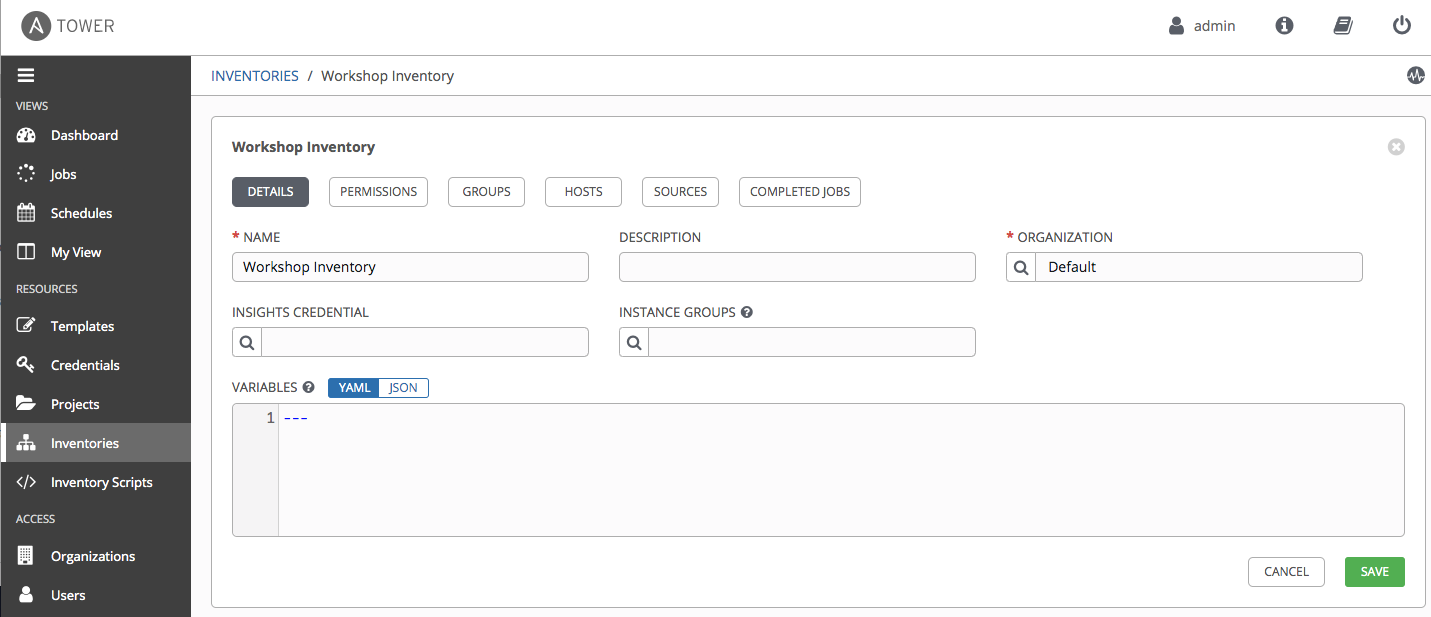 A TOWER
admin
VIEWS
Dashboard
Jobs
Schedules
My View
RESOURCES
Templates
Credentials
Projects
Inventories
Inventory Scripts
ACCESS
Organizations
Users
INVENTORIES / Workshop Inventory
Workshop Inventory
DETAILS PERMISSIONS GROUPS HOSTS SOURCES COMPLETED JOBS
* NAME DESCRIPTION * ORGANIZATION
Workshop Inventory Default
INSIGHTS CREDENTIAL INSTANCE GROUPS ?
VARIABLES ? YAML JSON
1 ---
CANCEL SAVE